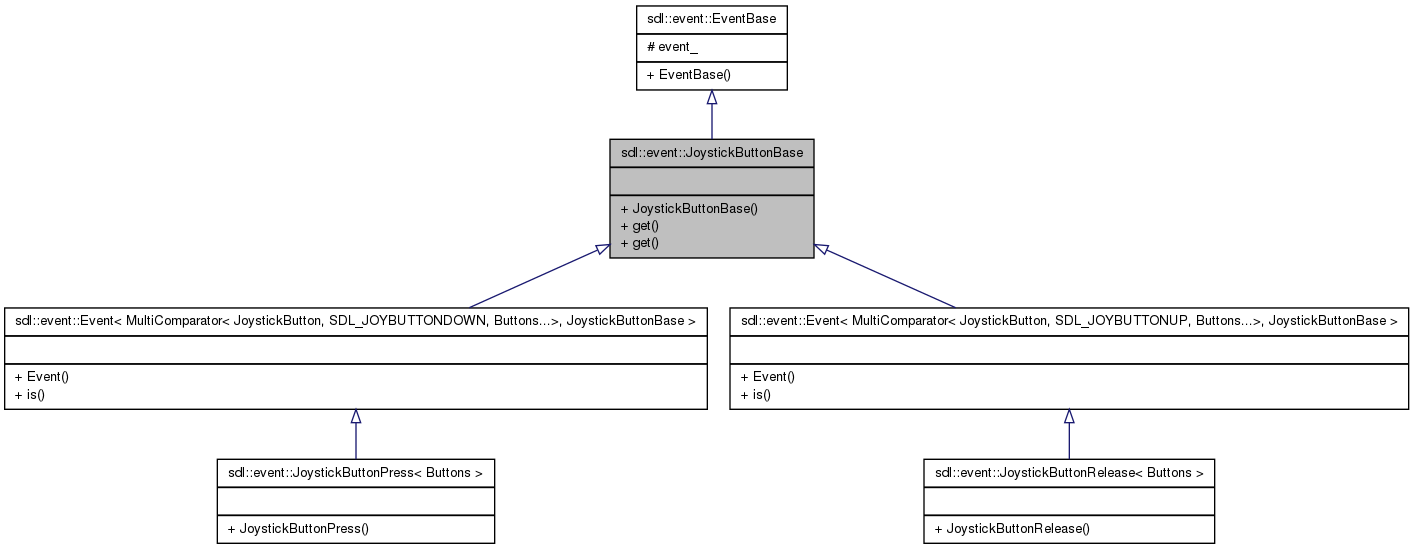 sdl::event::EventBase
# event_
+ EventBase()
sdl::event::JoystickButtonBase
+ JoystickButtonBase()
+ get()
+ get()
sdl::event::Event< MultiComparator< JoystickButton, SDL_JOYBUTTONDOWN, Buttons...>, JoystickButtonBase >
+ Event()
+ is()
sdl::event::Event< MultiComparator< JoystickButton, SDL_JOYBUTTONUP, Buttons...>, JoystickButtonBase >
+ Event()
+ is()
sdl::event::JoystickButtonPress< Buttons >
+ JoystickButtonPress()
sdl::event::JoystickButtonRelease< Buttons >
+ JoystickButtonRelease()